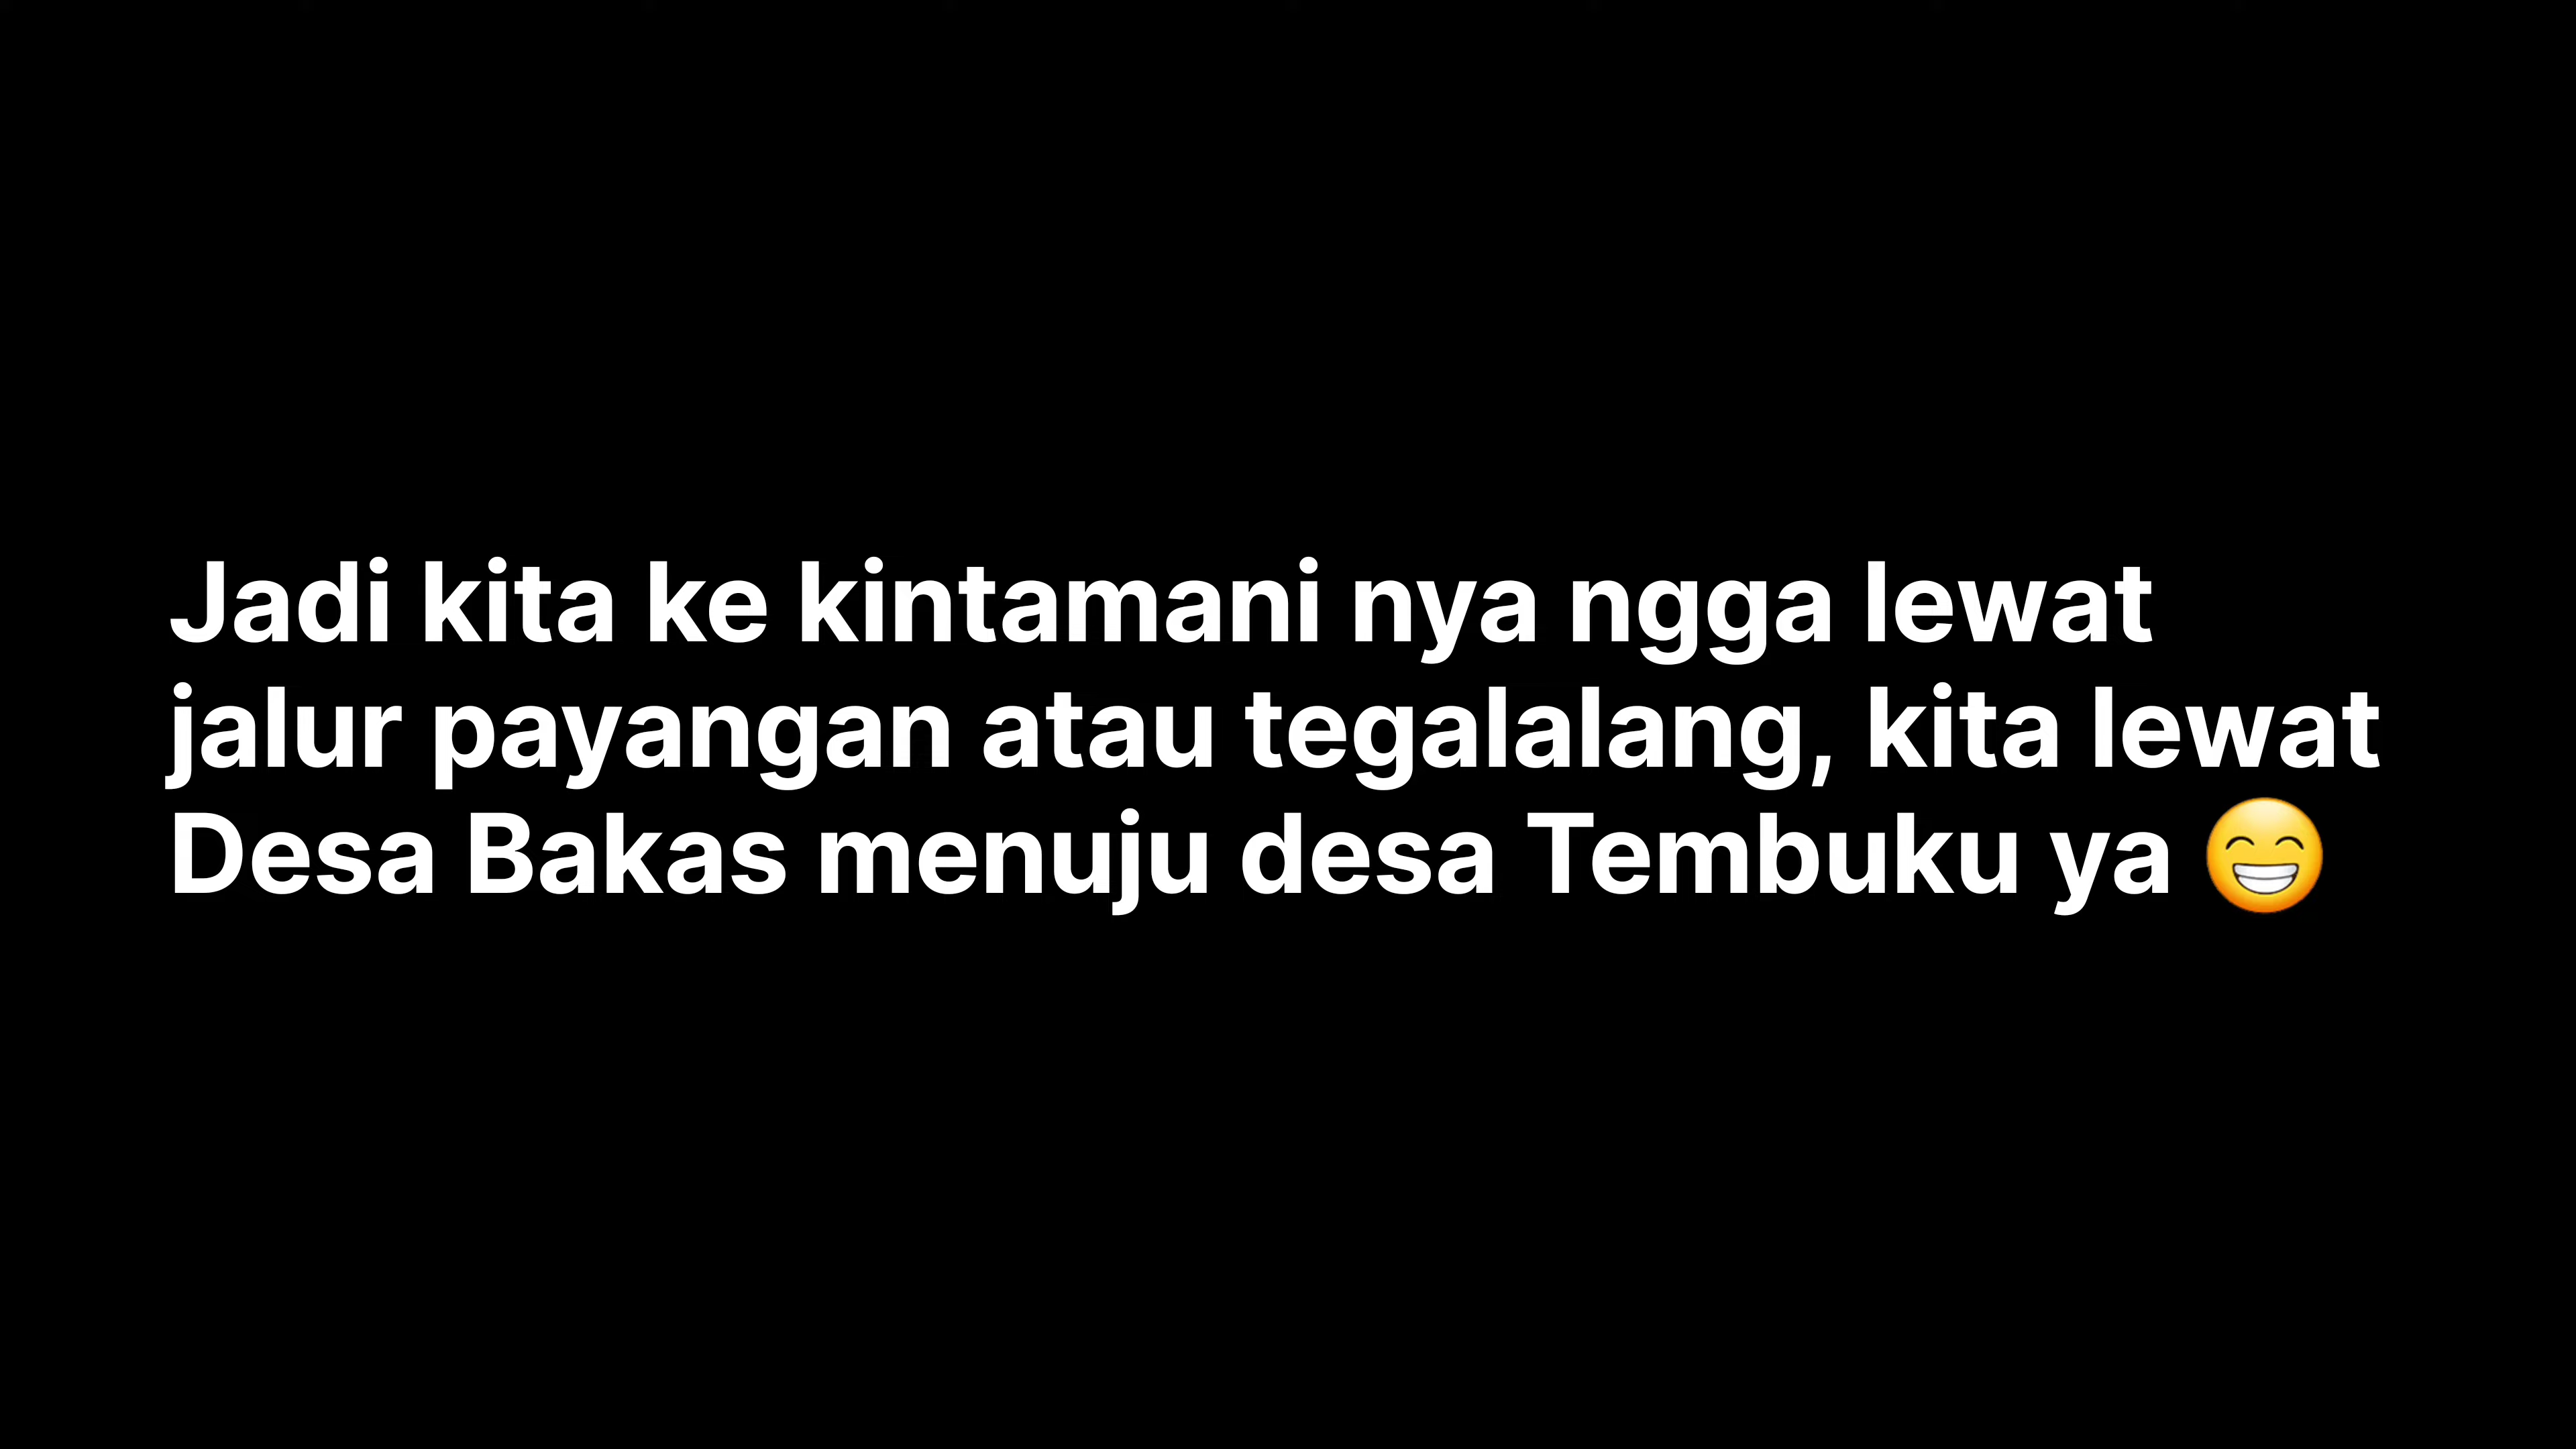 Jadi kita ke kintamani nya ngga lewat
jalur payangan atau tegalalang, kita lewat
Desa Bakas menuju desa Tembuku ya 😁